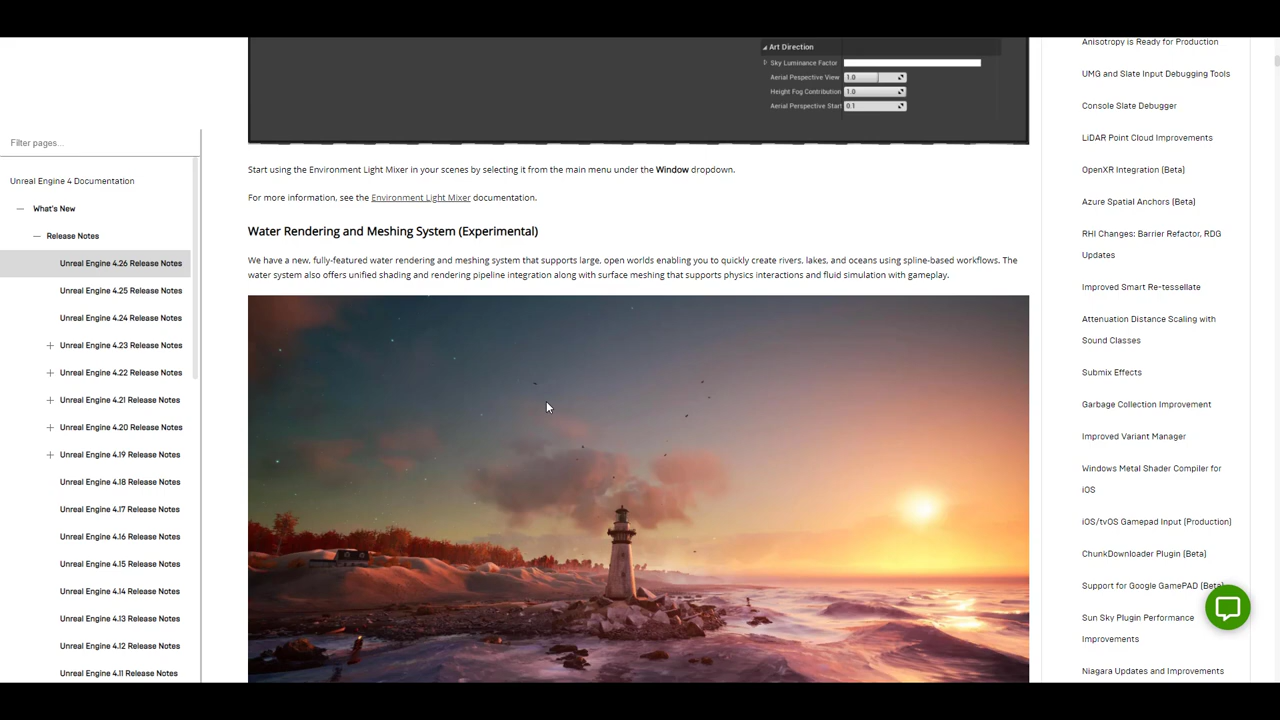 Filter pages...
Unreal Engine 4 Documentation
What's New
Release Notes
Unreal Engine 4.26 Release Notes
Unreal Engine 4.25 Release Notes
Unreal Engine 4.24 Release Notes
Unreal Engine 4.23 Release Notes
Unreal Engine 4.22 Release Notes
Unreal Engine 4.21 Release Notes
Unreal Engine 4.20 Release Notes
Unreal Engine 4.19 Release Notes
Unreal Engine 4.18 Release Notes
Unreal Engine 4.17 Release Notes
Unreal Engine 4.16 Release Notes
Unreal Engine 4.15 Release Notes
Unreal Engine 4.14 Release Notes
Unreal Engine 4.13 Release Notes
Unreal Engine 4.12 Release Notes
Unreal Engine 4.11 Release Notes
Art Direction
Sky Luminance Factor
Aerial Pespective View 1.0
Height Fog Contribution 1.0
Aerial Perspective Start 0.1
Start using the Environment Light Mixer in your scenes by selecting it from the main menu under the Window dropdown.
For more information, see the Environment Light Mixer documentation.
Water Rendering and Meshing System (Experimental)
We have a new, fully-featured water rendering and meshing system that supports large, open worlds enabling you to quickly create rivers, lakes, and oceans using spline-based workflows. The
water system also offers unified shading and rendering pipeline integration along with surface meshing that supports physics interactions and fluid simulation with gameplay.
Anisotropy is Ready for Production
UMG and Slate Input Debugging Tools
Console Slate Debugger
LiDAR Point Cloud Improvements
OpenXR Integration (Beta)
Azure Spatial Anchors (Beta)
RHI Changes: Barrier Refactor, RDG
Updates
Improved Smart Re-tessellate
Attenuation Distance Scaling with
Sound Classes
Submix Effects
Garbage Collection Improvement
Improved Variant Manager
Windows Metal Shader Compiler for
iOS
iOS/tvOS Gamepad Input (Production)
ChunkDownloader Plugin (Beta)
Support for Google GamePAD (Beta)
Sun Sky Plugin Performance
Improvements
Niagara Updates and Improvements